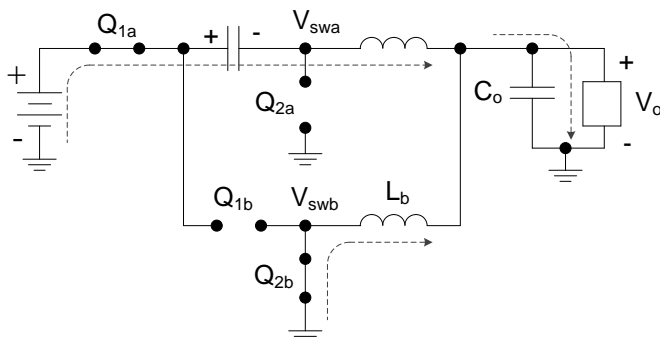 Q1a
+ -
Vswa
+
-
Q2a
Co
+
Vo
-
Q1b
Vswb
Lb
Q2b